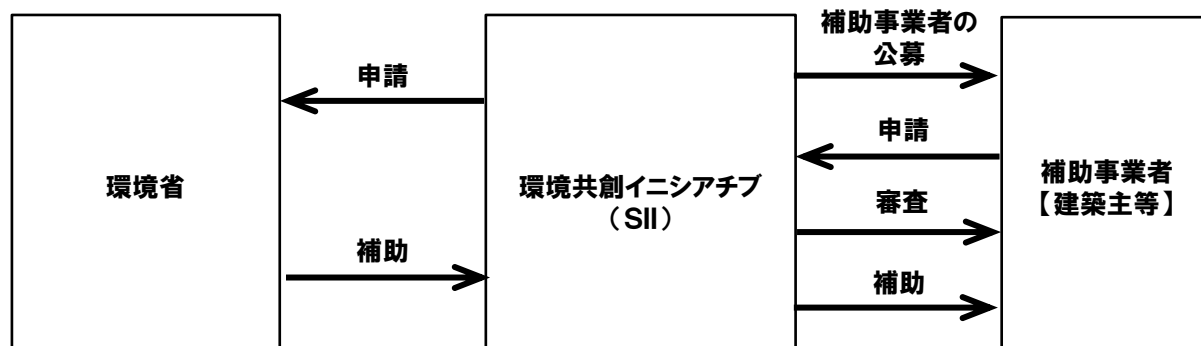 環境省
申請
補助
環境共創イニシアチブ
（SII）
補助事業者の
公募
申請
審査
補助
補助事業者
【建築主等】